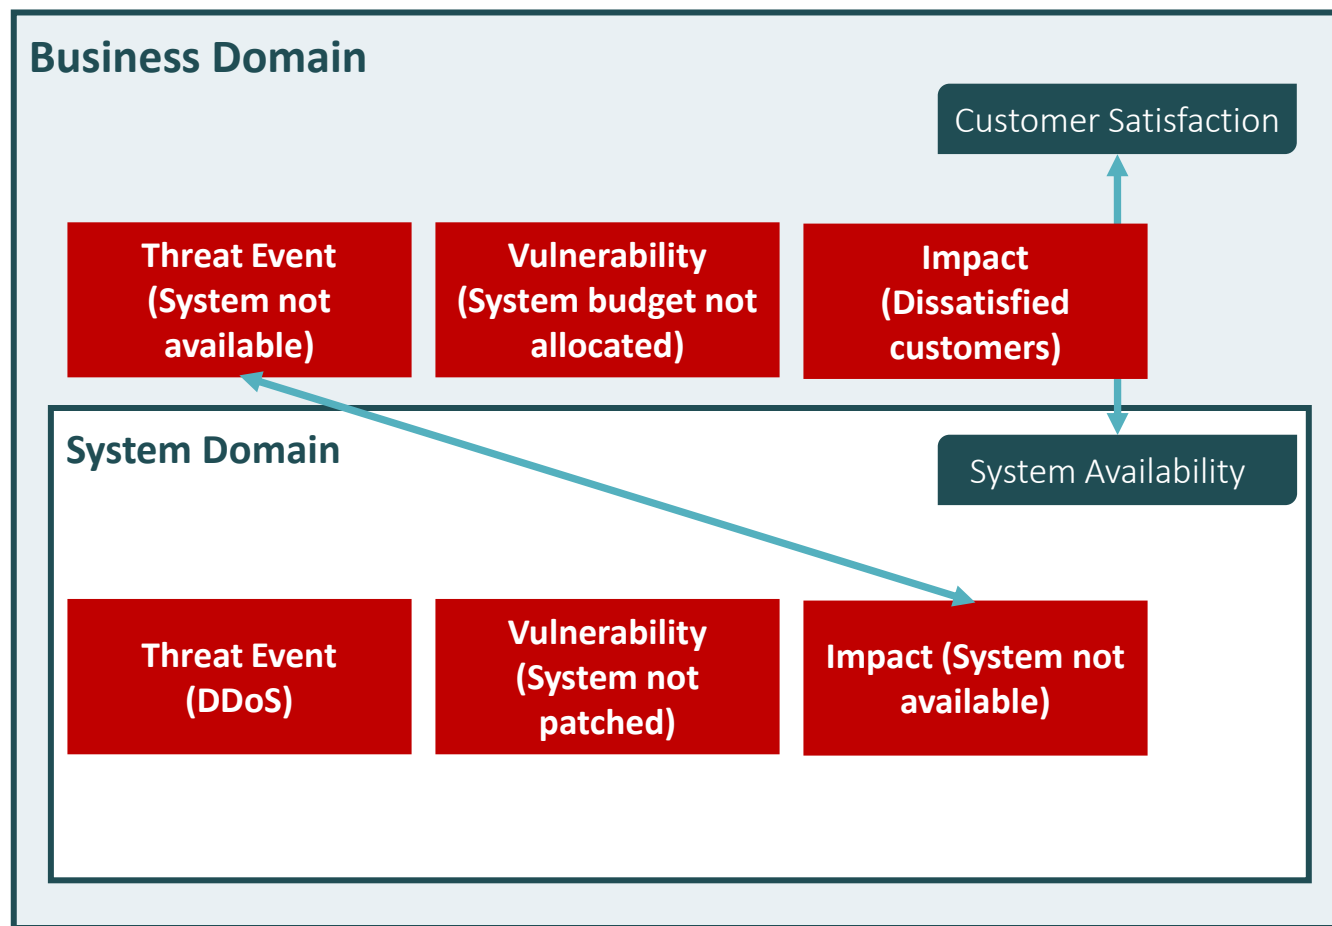 Business Domain
Customer Satisfaction
Threat Event
(System not
available)
Vulnerability
(System budget not
allocated)
Impact
(Dissatisfied
customers)
System Domain
System Availability
Threat Event
(DDoS)
Vulnerability
(System not
patched)
Impact (System not
available)